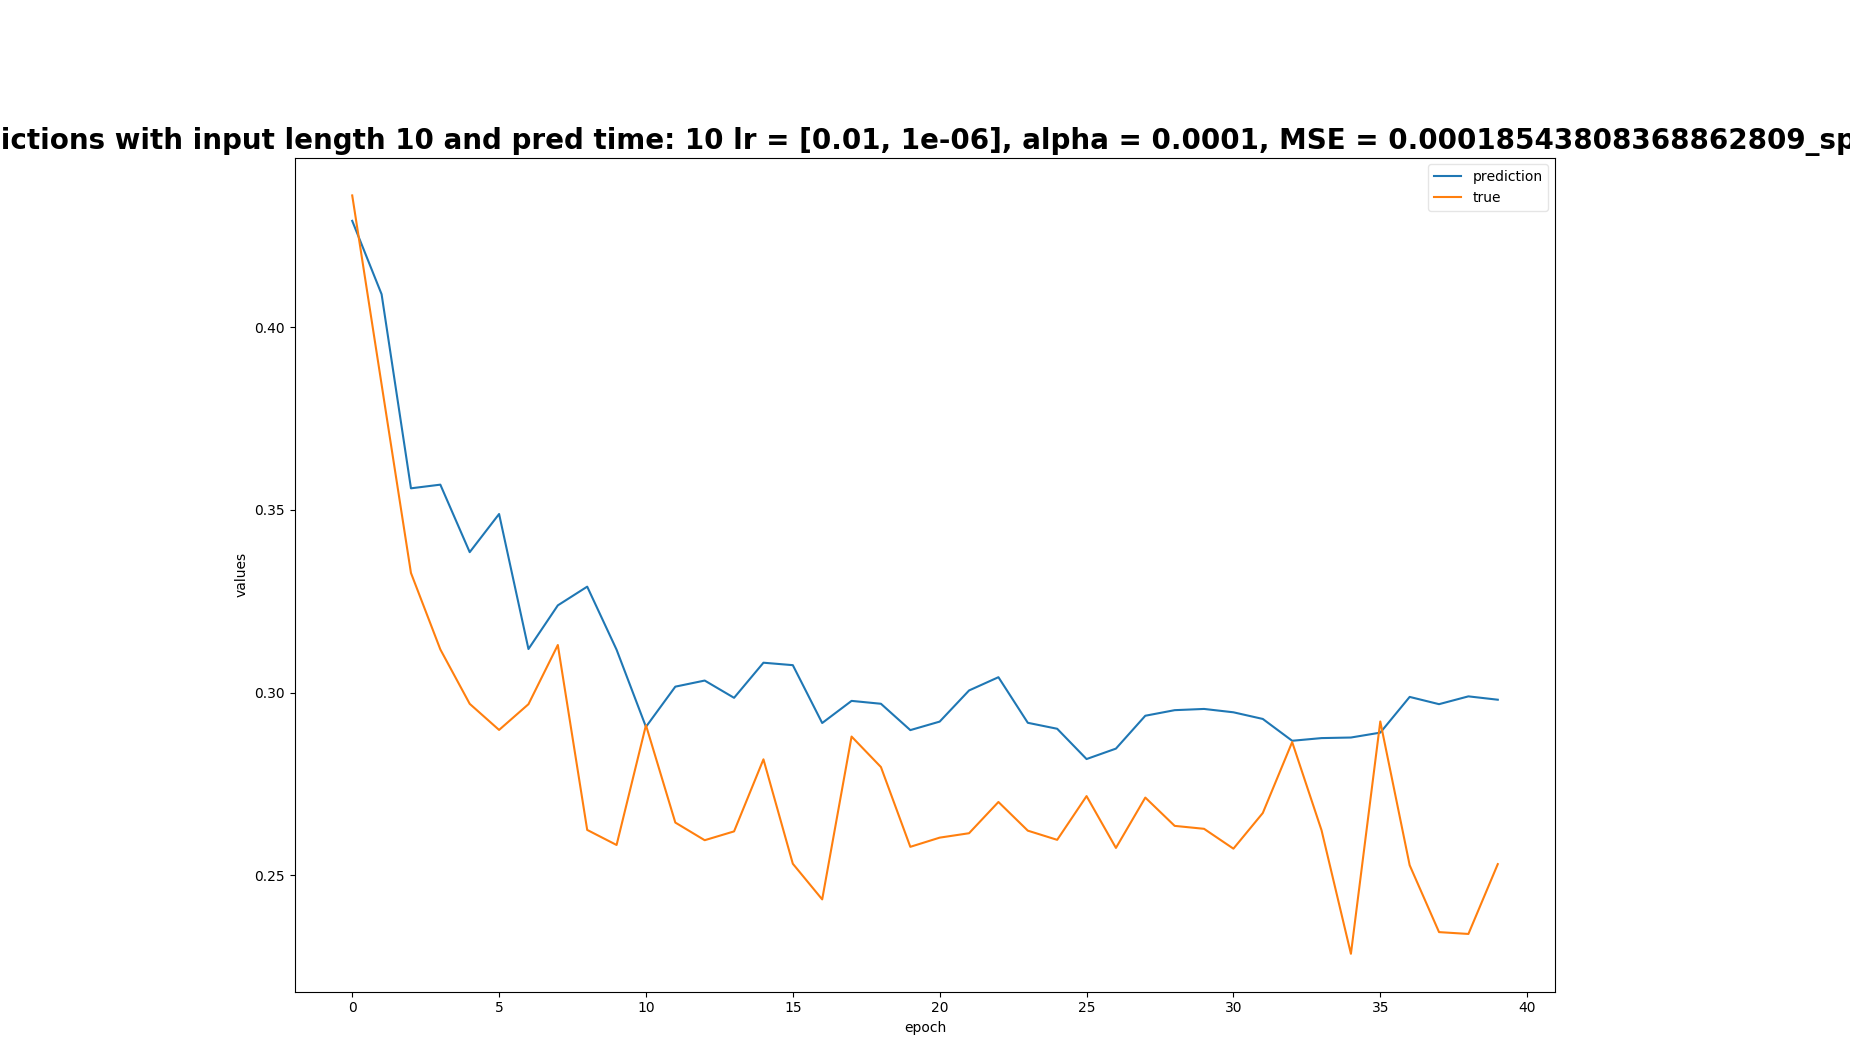 ictions with input length 10 and pred time: 10 lr = [0.01, 1e-06], alpha = 0.0001, MSE = 0.00018543808368862809_sp
prediction
true
0.40
0.35
0.30
0.25
values
0 5 10 15 20 25 30 35 40
epoch